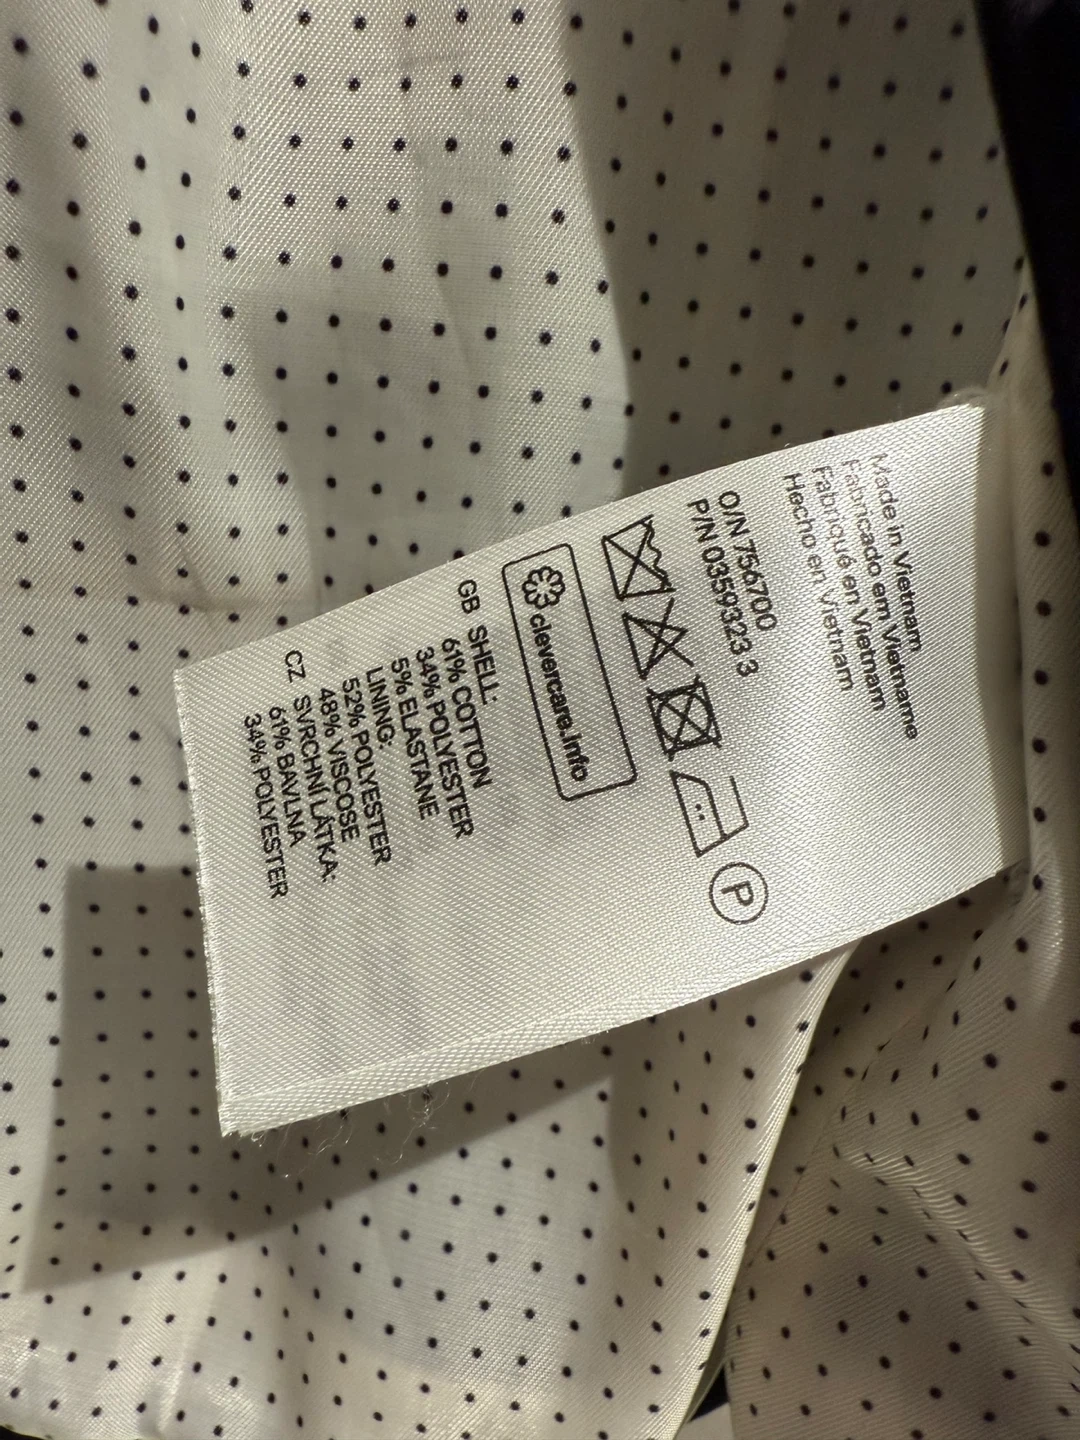 Made in Vietnam
Fabricado em Vietname
Fabriqué en Vietnam
Hecho en Vietnam
O/N 756700
P/N 0359323 3
P
clevercare.info
GB SHELL:
61% COTTON
34% POLYESTER
5% ELASTANE
LINING:
52% POLYESTER
48% VISCOSE
CZ SVRCHNÍ LÁTKA:
61% BAVLNA
34% POLYESTER